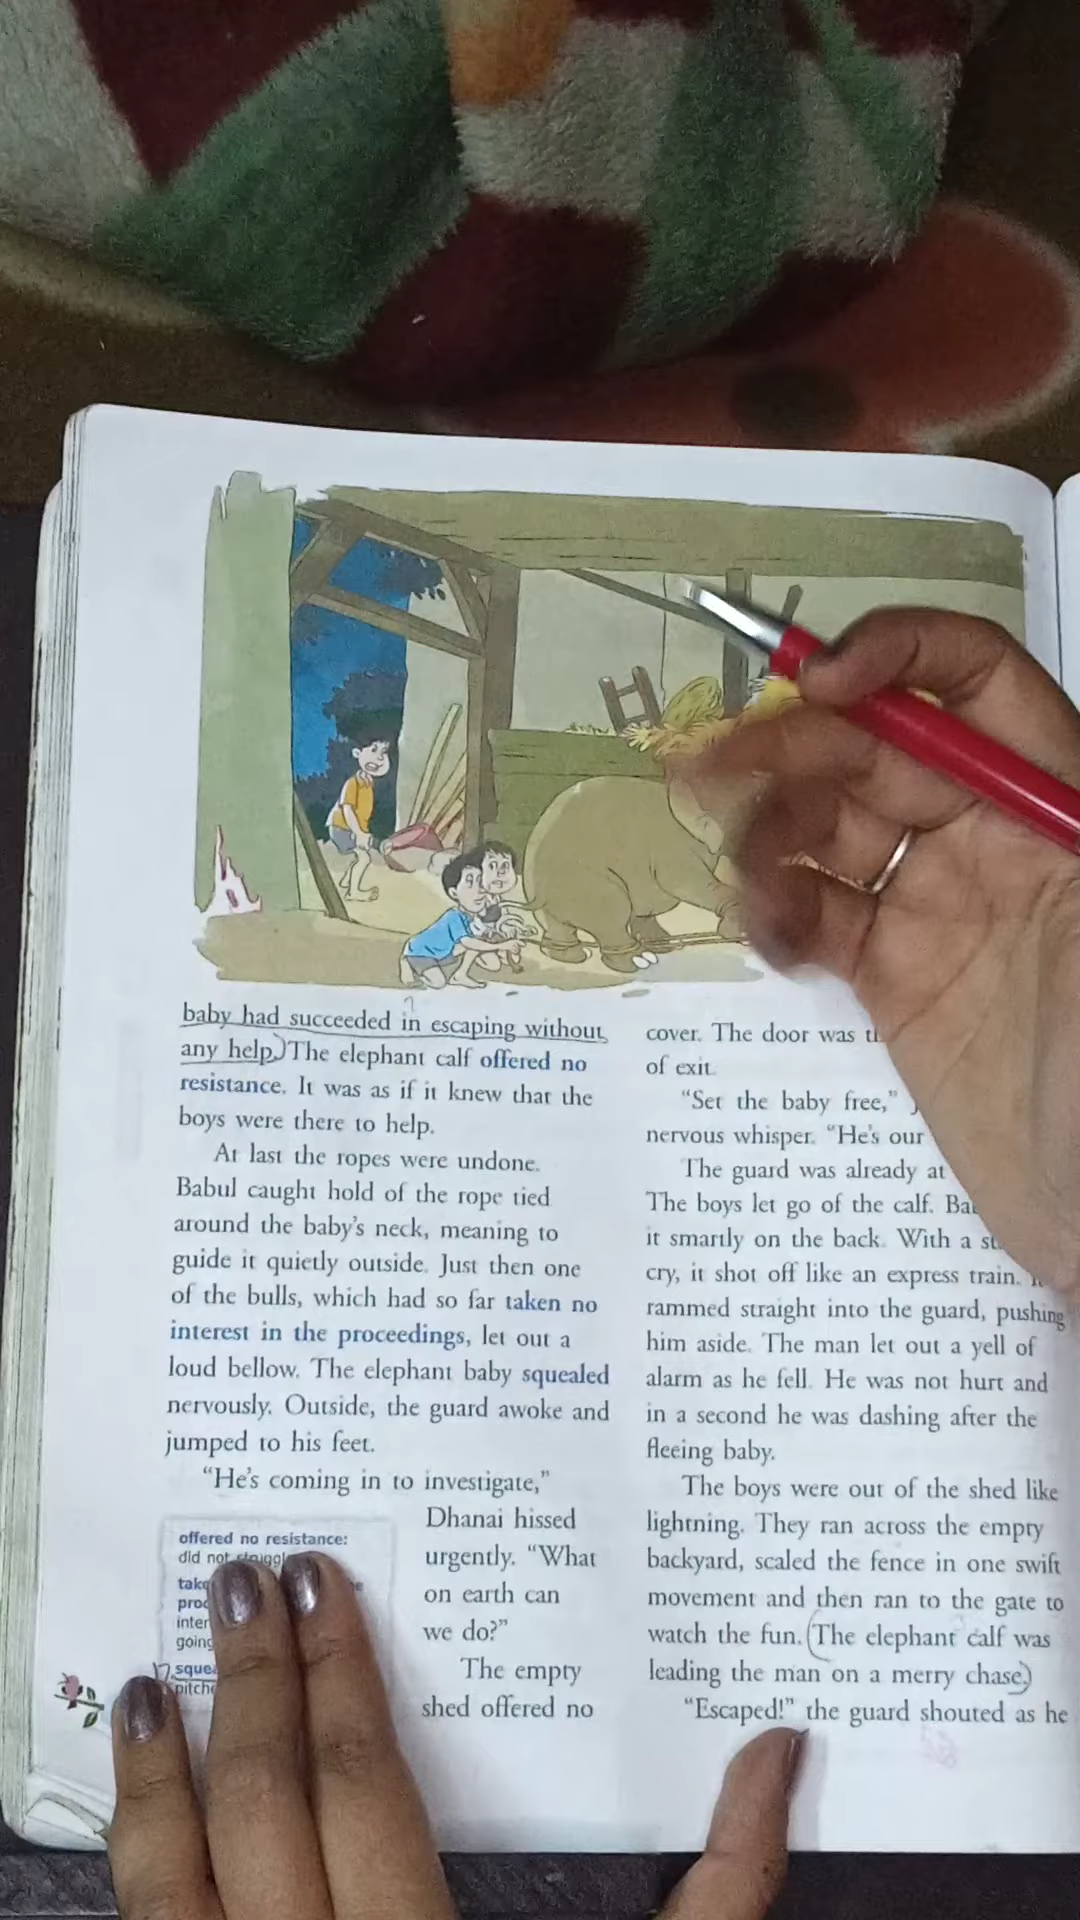 baby had succeeded in escaping without
any help. The elephant calf offered no
resistance. It was as if it knew that the
boys were there to help.
At last the ropes were undone.
Babul caught hold of the rope tied
around the baby's neck, meaning to
guide it quietly outside. Just then one
of the bulls, which had so far taken no
interest in the proceedings, let out a
loud bellow. The elephant baby squealed
nervously. Outside, the guard awoke and
jumped to his feet.
"He's coming in to investigate,"
Dhanai hissed
urgently. "What
on earth can
we do?"
The empty
shed offered no
offered no resistance:
did not
cover. The door was
of exit.
"Set the baby free,"
nervous whisper. "He's our
The guard was already at
The boys let go of the calf.
it smartly on the back. With a
cry, it shot off like an express train.
rammed straight into the guard, pushing
him aside. The man let out a yell of
alarm as he fell. He was not hurt and
in a second he was dashing after the
fleeing baby.
The boys were out of the shed like
lightning. They ran across the empty
backyard, scaled the fence in one swift
movement and then ran to the gate to
watch the fun. (The elephant calf was
leading the man on a merry chase.)
"Escaped!" the guard shouted as he